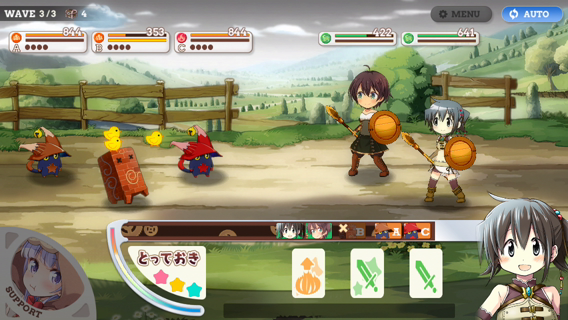 WAVE 3/3 4 MENU AUTO
844 353 844 422 641
A B C
B A C
とっておき
SUPPORT